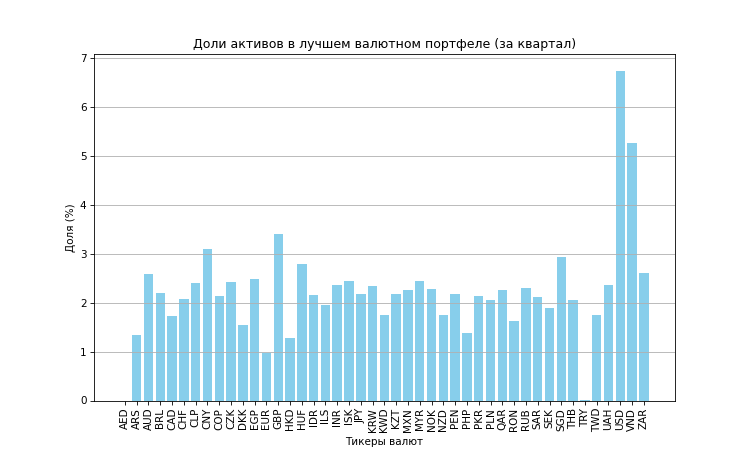 Доли активов в лучшем валютном портфеле (за квартал)
Доля (%)
7
6
5
4
3
2
1
0
AED ARS AUD BRL CAD CHF CLP CNY COP CZK DKK EGP EUR GBP HKD HUF IDR ILS INR ISK JPY KRW KWD KZT MXN MYR NOK NZD PEN PHP PKR PLN QAR RON RUB SAR SEK SGD THB TRY TWD UAH USD VND ZAR
Тикеры валют